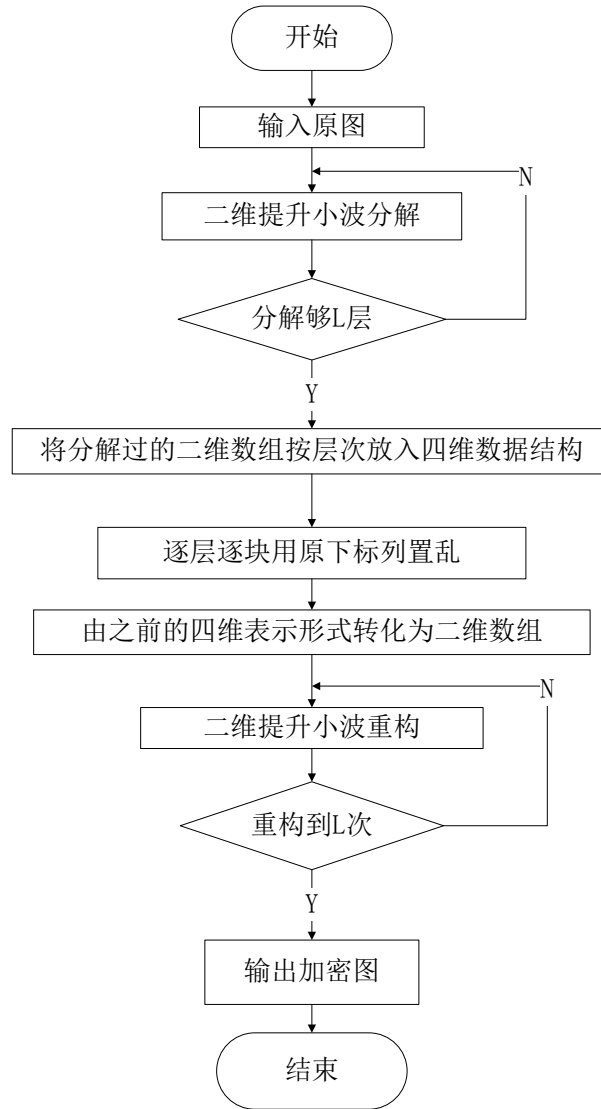 开始
输入原图
N
二维提升小波分解
分解够L层
Y
将分解过的二维数组按层次放入四维数据结构
逐层逐块用原下标列置乱
由之前的四维表示形式转化为二维数组
N
二维提升小波重构
重构到L次
Y
输出加密图
结束